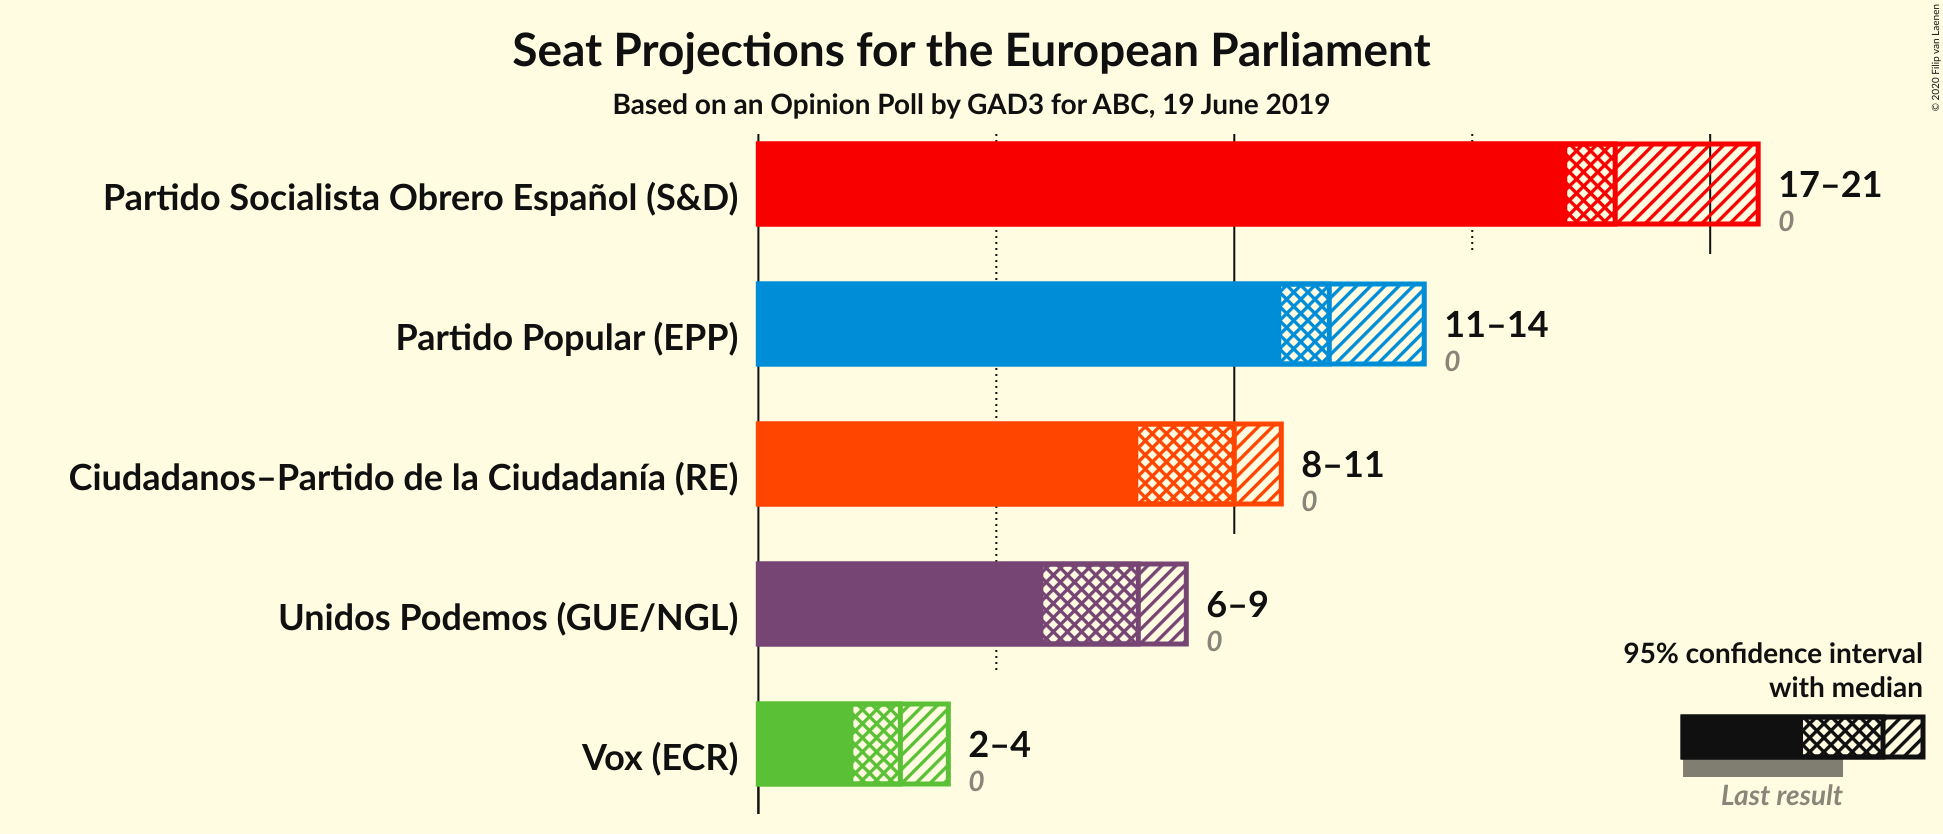 Seat Projections for the European Parliament
Based on an Opinion Poll by GAD3 for ABC, 19 June 2019
© 2020 Filip van Laenen
Partido Socialista Obrero Español (S&D)
17–21
0
Partido Popular (EPP)
11–14
0
Ciudadanos–Partido de la Ciudadanía (RE)
8–11
0
Unidos Podemos (GUE/NGL)
6–9
0
Vox (ECR)
2–4
0
95% confidence interval
with median
Last result